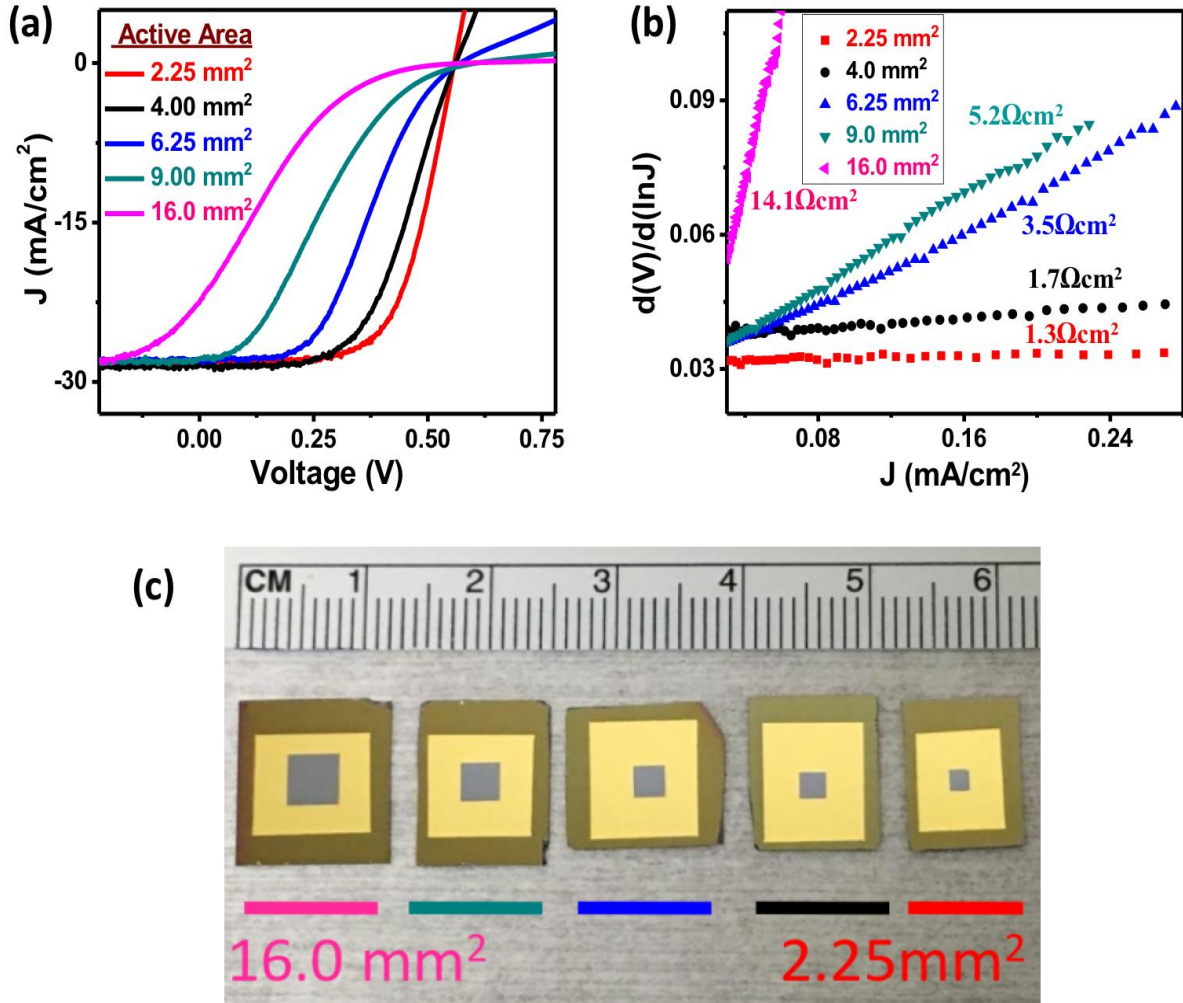 (a)
Active Area
2.25 mm²
4.00 mm²
6.25 mm²
9.00 mm²
16.0 mm²
0
-15
-30
J (mA/cm²)
0.00 0.25 0.50 0.75
Voltage (V)
(b)
2.25 mm²
4.0 mm²
6.25 mm²
9.0 mm²
16.0 mm²
5.2Ωcm²
14.1Ωcm²
3.5Ωcm²
1.7Ωcm²
1.3Ωcm²
0.09
0.06
0.03
d(V)/d(lnJ)
0.08 0.16 0.24
J (mA/cm²)
(c)
CM 1 2 3 4 5 6
16.0 mm²
2.25mm²